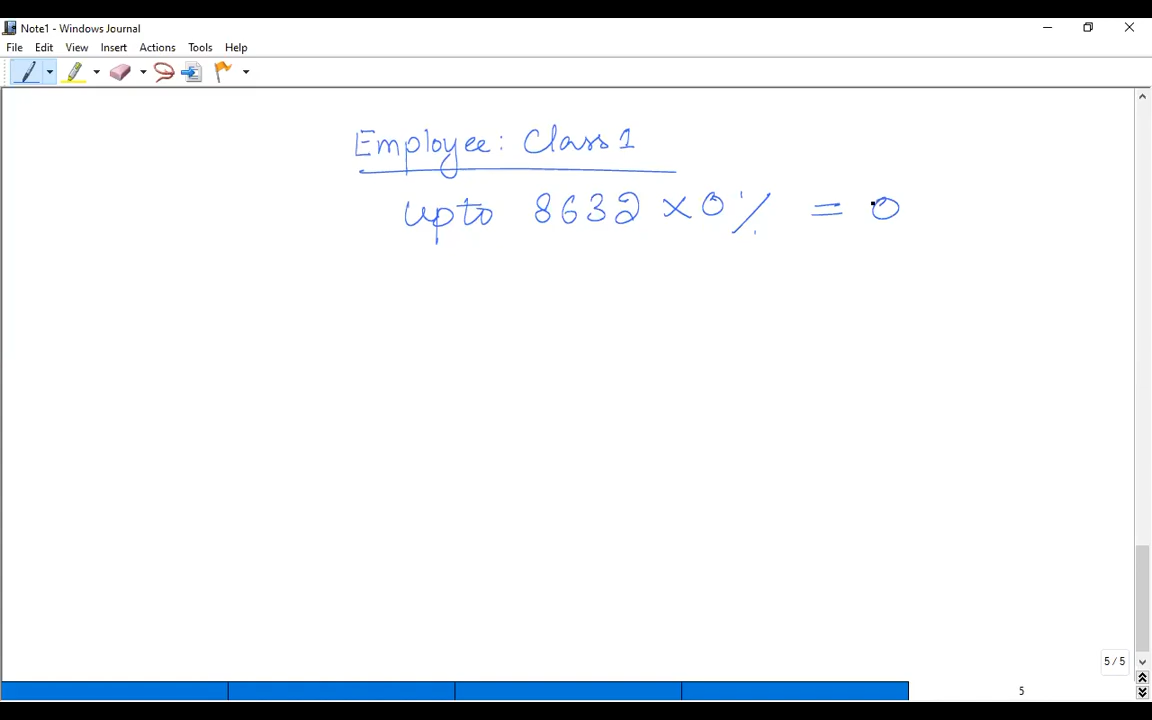 Note1 - Windows Journal
File Edit View Insert Actions Tools Help
Employee: Class 1
upto 8632 × 0% = 0
5 / 5
5